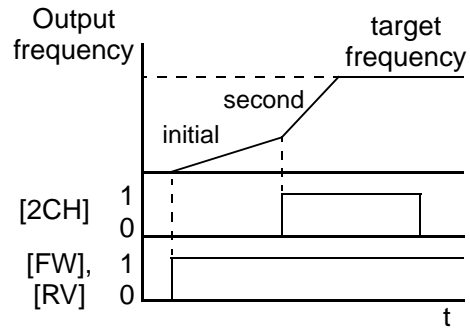 Output
frequency
target
frequency
second
initial
[2CH]
1
0
[FW],
[RV]
1
0
t